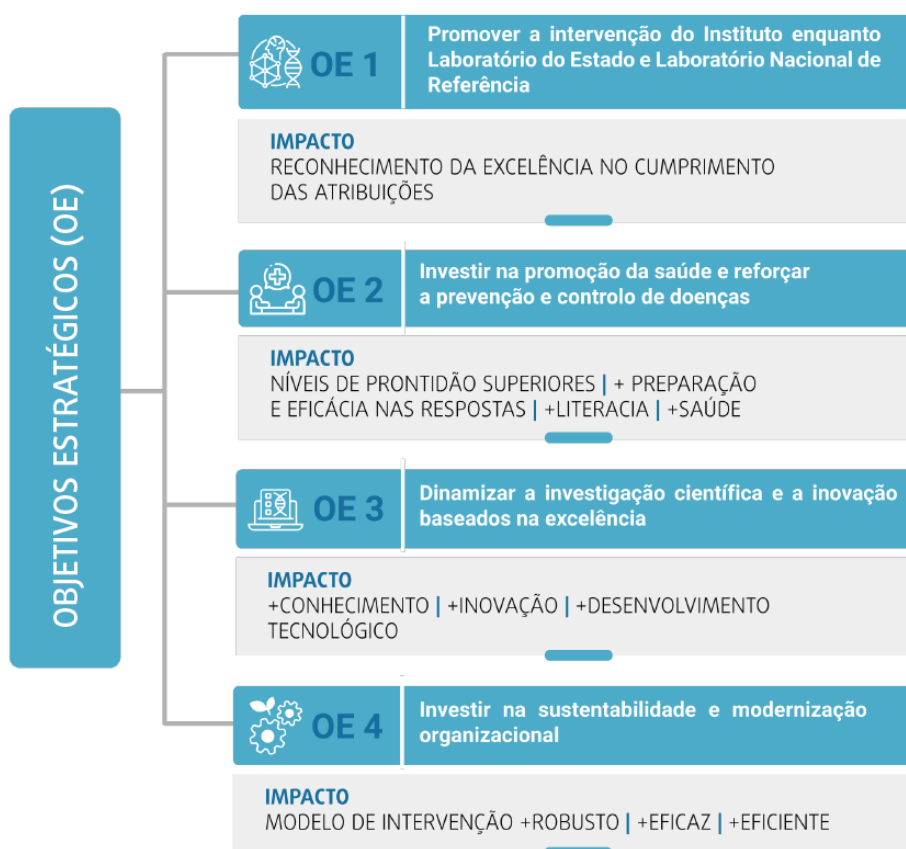 OBJETIVOS ESTRATÉGICOS (OE)
OE 1
Promover a intervenção do Instituto enquanto
Laboratório do Estado e Laboratório Nacional de
Referência
IMPACTO
RECONHECIMENTO DA EXCELÊNCIA NO CUMPRIMENTO
DAS ATRIBUIÇÕES
OE 2
Investir na promoção da saúde e reforçar
a prevenção e controlo de doenças
IMPACTO
NÍVEIS DE PRONTIDÃO SUPERIORES | + PREPARAÇÃO
E EFICÁCIA NAS RESPOSTAS | +LITERACIA | +SAÚDE
OE 3
Dinamizar a investigação científica e a inovação
baseados na excelência
IMPACTO
+CONHECIMENTO | +INOVAÇÃO | +DESENVOLVIMENTO
TECNOLÓGICO
OE 4
Investir na sustentabilidade e modernização
organizacional
IMPACTO
MODELO DE INTERVENÇÃO +ROBUSTO | +EFICAZ | +EFICIENTE